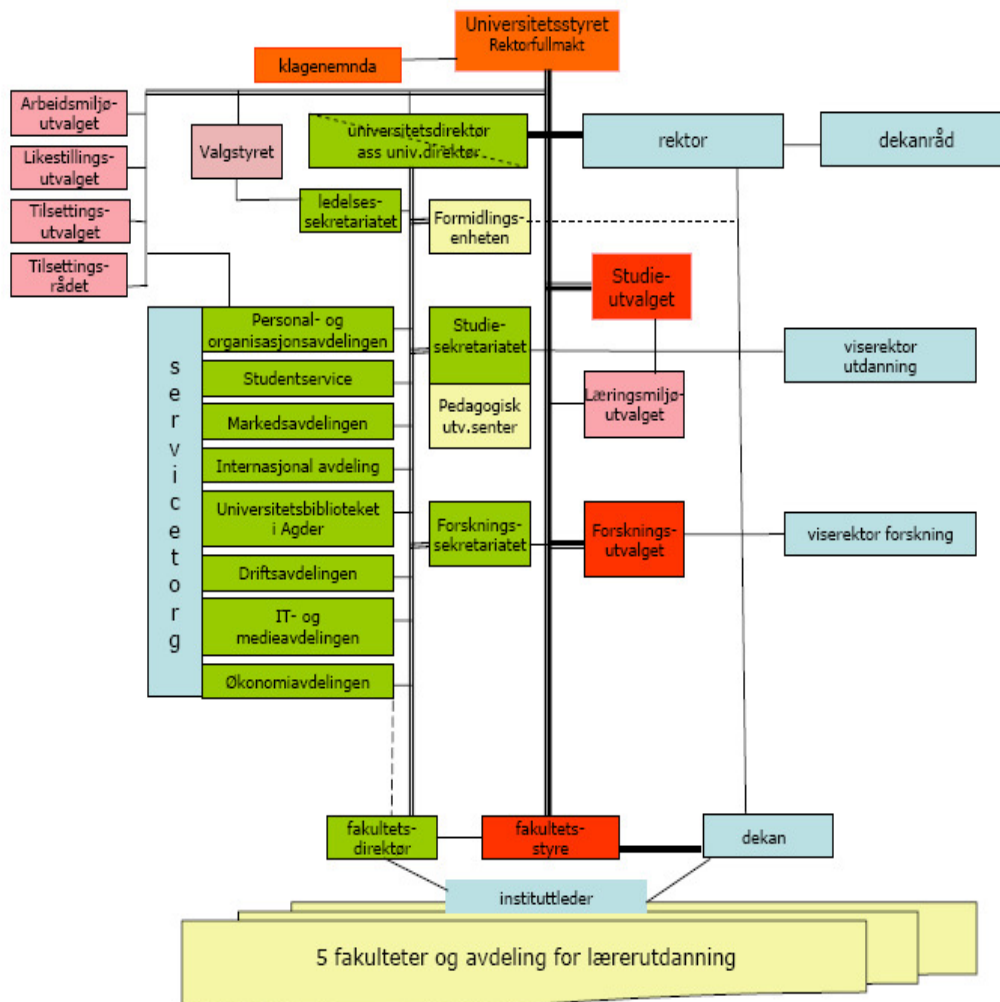 Universitetsstyret
Rektorfullmakt
klagenemnda
Arbeidsmiljø-
utvalget
Likestillings-
utvalget
Tilsettings-
utvalget
Tilsettings-
rådet
Valgstyret
universitetsdirektør
ass univ.direktør
rektor
dekanråd
ledelses-
sekretariatet
Formidlings-
enheten
Studie-
utvalget
servicetorg
Personal- og
organisasjonsavdelingen
Studentservice
Markedsavdelingen
Internasjonal avdeling
Universitetsbiblioteket
i Agder
Driftsavdelingen
IT- og
medieavdelingen
Økonomiavdelingen
Studie-
sekretariatet
Pedagogisk
utv.senter
Læringsmiljø-
utvalget
viserektor
utdanning
Forsknings-
sekretariatet
Forsknings-
utvalget
viserektor forskning
fakultets-
direktør
fakultets-
styre
dekan
instituttleder
5 fakulteter og avdeling for lærerutdanning